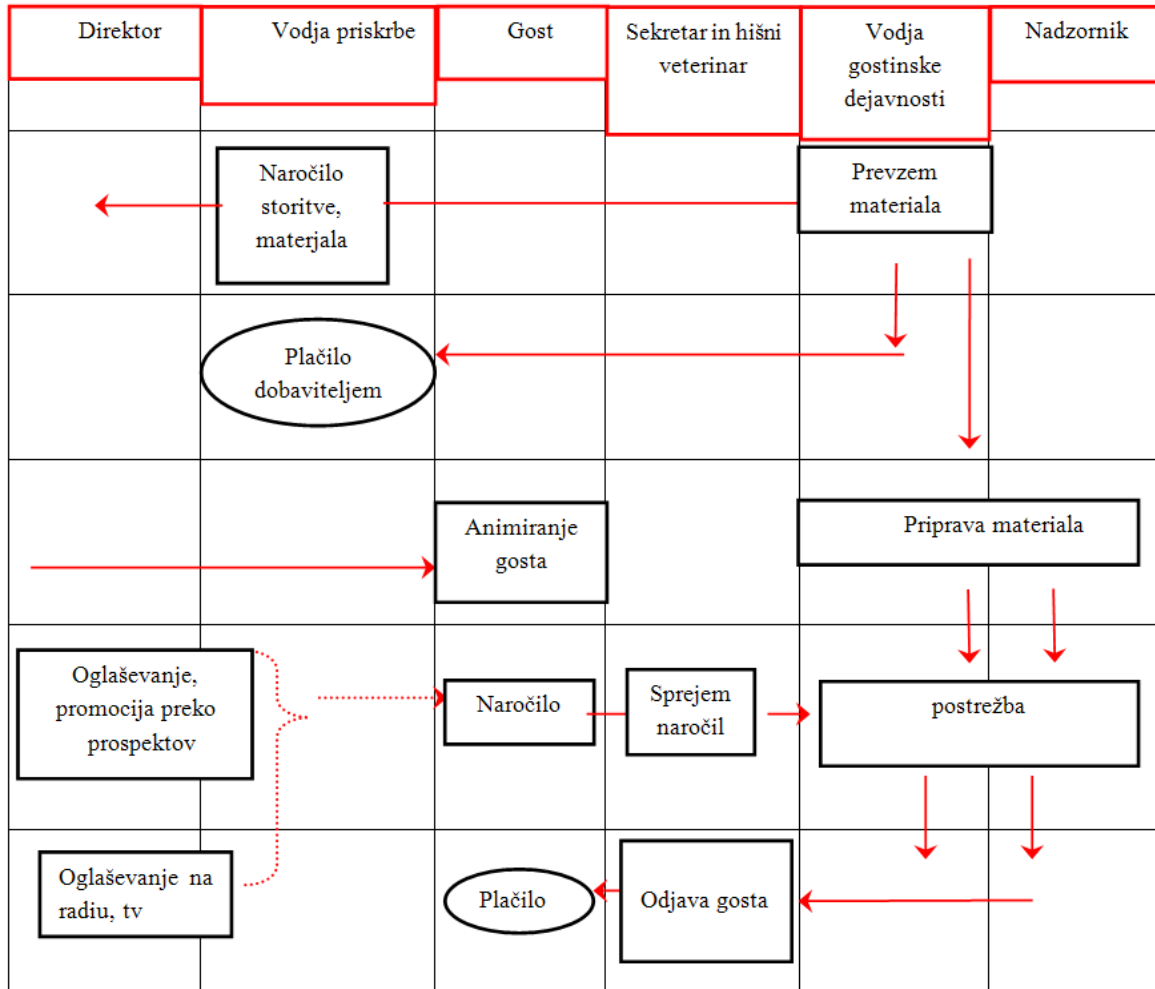 Direktor
Vodja priskrbe
Gost
Sekretar in hišni
veterinar
Vodja
gostinske
dejavnosti
Nadzornik
Naročilo
storitve,
materjala
Prevzem
materiala
Plačilo
dobaviteljem
Animiranje
gosta
Priprava materiala
Oglaševanje,
promocija preko
prospektov
Naročilo
Sprejem
naročil
postrežba
Oglaševanje na
radiu, tv
Plačilo
Odjava gosta